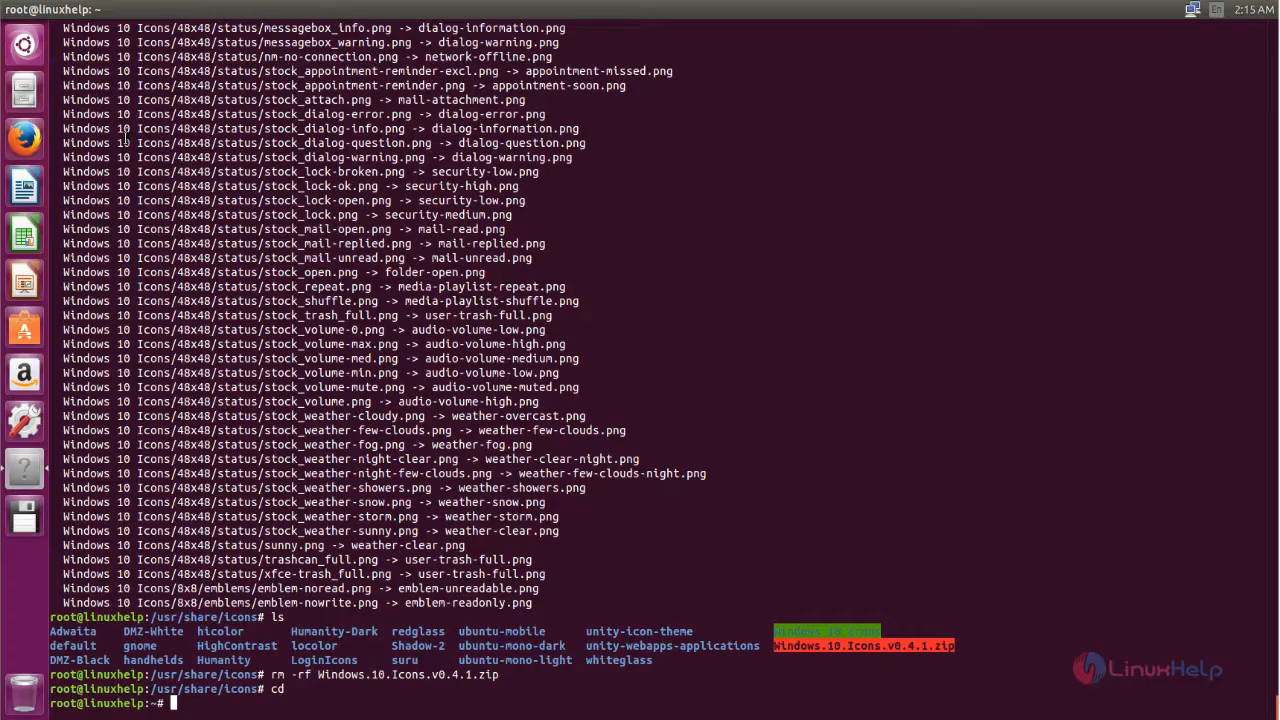 root@linuxhelp: ~
En
2:15 AM
Windows 10 Icons/48x48/status/messagebox_info.png -> dialog-information.png
Windows 10 Icons/48x48/status/messagebox_warning.png -> dialog-warning.png
Windows 10 Icons/48x48/status/nm-no-connection.png -> network-offline.png
Windows 10 Icons/48x48/status/stock_appointment-reminder-excl.png -> appointment-missed.png
Windows 10 Icons/48x48/status/stock_appointment-reminder.png -> appointment-soon.png
Windows 10 Icons/48x48/status/stock_attach.png -> mail-attachment.png
Windows 10 Icons/48x48/status/stock_dialog-error.png -> dialog-error.png
Windows 10 Icons/48x48/status/stock_dialog-info.png -> dialog-information.png
Windows 10 Icons/48x48/status/stock_dialog-question.png -> dialog-question.png
Windows 10 Icons/48x48/status/stock_dialog-warning.png -> dialog-warning.png
Windows 10 Icons/48x48/status/stock_lock-broken.png -> security-low.png
Windows 10 Icons/48x48/status/stock_lock-ok.png -> security-high.png
Windows 10 Icons/48x48/status/stock_lock-open.png -> security-low.png
Windows 10 Icons/48x48/status/stock_lock.png -> security-medium.png
Windows 10 Icons/48x48/status/stock_mail-open.png -> mail-read.png
Windows 10 Icons/48x48/status/stock_mail-replied.png -> mail-replied.png
Windows 10 Icons/48x48/status/stock_mail-unread.png -> mail-unread.png
Windows 10 Icons/48x48/status/stock_open.png -> folder-open.png
Windows 10 Icons/48x48/status/stock_repeat.png -> media-playlist-repeat.png
Windows 10 Icons/48x48/status/stock_shuffle.png -> media-playlist-shuffle.png
Windows 10 Icons/48x48/status/stock_trash_full.png -> user-trash-full.png
Windows 10 Icons/48x48/status/stock_volume-0.png -> audio-volume-low.png
Windows 10 Icons/48x48/status/stock_volume-max.png -> audio-volume-high.png
Windows 10 Icons/48x48/status/stock_volume-med.png -> audio-volume-medium.png
Windows 10 Icons/48x48/status/stock_volume-min.png -> audio-volume-low.png
Windows 10 Icons/48x48/status/stock_volume-mute.png -> audio-volume-muted.png
Windows 10 Icons/48x48/status/stock_volume.png -> audio-volume-high.png
Windows 10 Icons/48x48/status/stock_weather-cloudy.png -> weather-overcast.png
Windows 10 Icons/48x48/status/stock_weather-few-clouds.png -> weather-few-clouds.png
Windows 10 Icons/48x48/status/stock_weather-fog.png -> weather-fog.png
Windows 10 Icons/48x48/status/stock_weather-night-clear.png -> weather-clear-night.png
Windows 10 Icons/48x48/status/stock_weather-night-few-clouds.png -> weather-few-clouds-night.png
Windows 10 Icons/48x48/status/stock_weather-showers.png -> weather-showers.png
Windows 10 Icons/48x48/status/stock_weather-snow.png -> weather-snow.png
Windows 10 Icons/48x48/status/stock_weather-storm.png -> weather-storm.png
Windows 10 Icons/48x48/status/stock_weather-sunny.png -> weather-clear.png
Windows 10 Icons/48x48/status/sunny.png -> weather-clear.png
Windows 10 Icons/48x48/status/trashcan_full.png -> user-trash-full.png
Windows 10 Icons/48x48/status/xfce-trash_full.png -> user-trash-full.png
Windows 10 Icons/8x8/emblems/emblem-noread.png -> emblem-unreadable.png
Windows 10 Icons/8x8/emblems/emblem-nowrite.png -> emblem-readonly.png
root@linuxhelp:/usr/share/icons# ls
Adwaita DMZ-White hicolor Humanity-Dark redglass ubuntu-mobile unity-icon-theme Windows 10 Icons
default gnome HighContrast locolor Shadow-2 ubuntu-mono-dark unity-webapps-applications Windows.10.Icons.v0.4.1.zip
DMZ-Black handhelds Humanity LoginIcons suru ubuntu-mono-light whiteglass
root@linuxhelp:/usr/share/icons# rm -rf Windows.10.Icons.v0.4.1.zip
root@linuxhelp:/usr/share/icons# cd
root@linuxhelp:~#
LinuxHelp